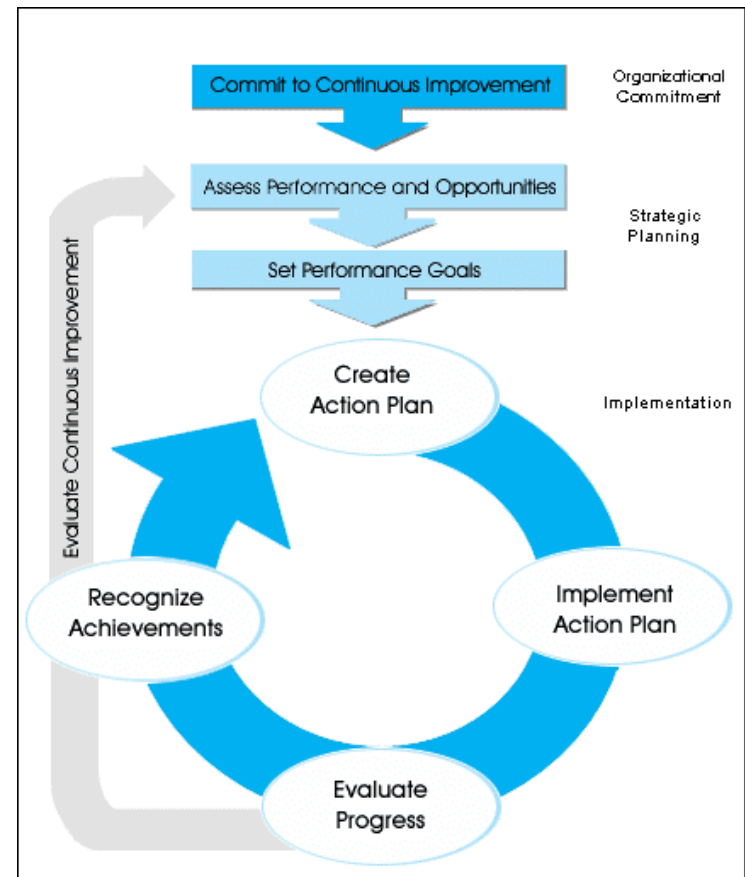 Commit to Continuous Improvement
Organizational
Commitment
Assess Performance and Opportunities
Strategic
Planning
Set Performance Goals
Evaluate Continuous Improvement
Create
Action Plan
Implementation
Recognize
Achievements
Implement
Action Plan
Evaluate
Progress